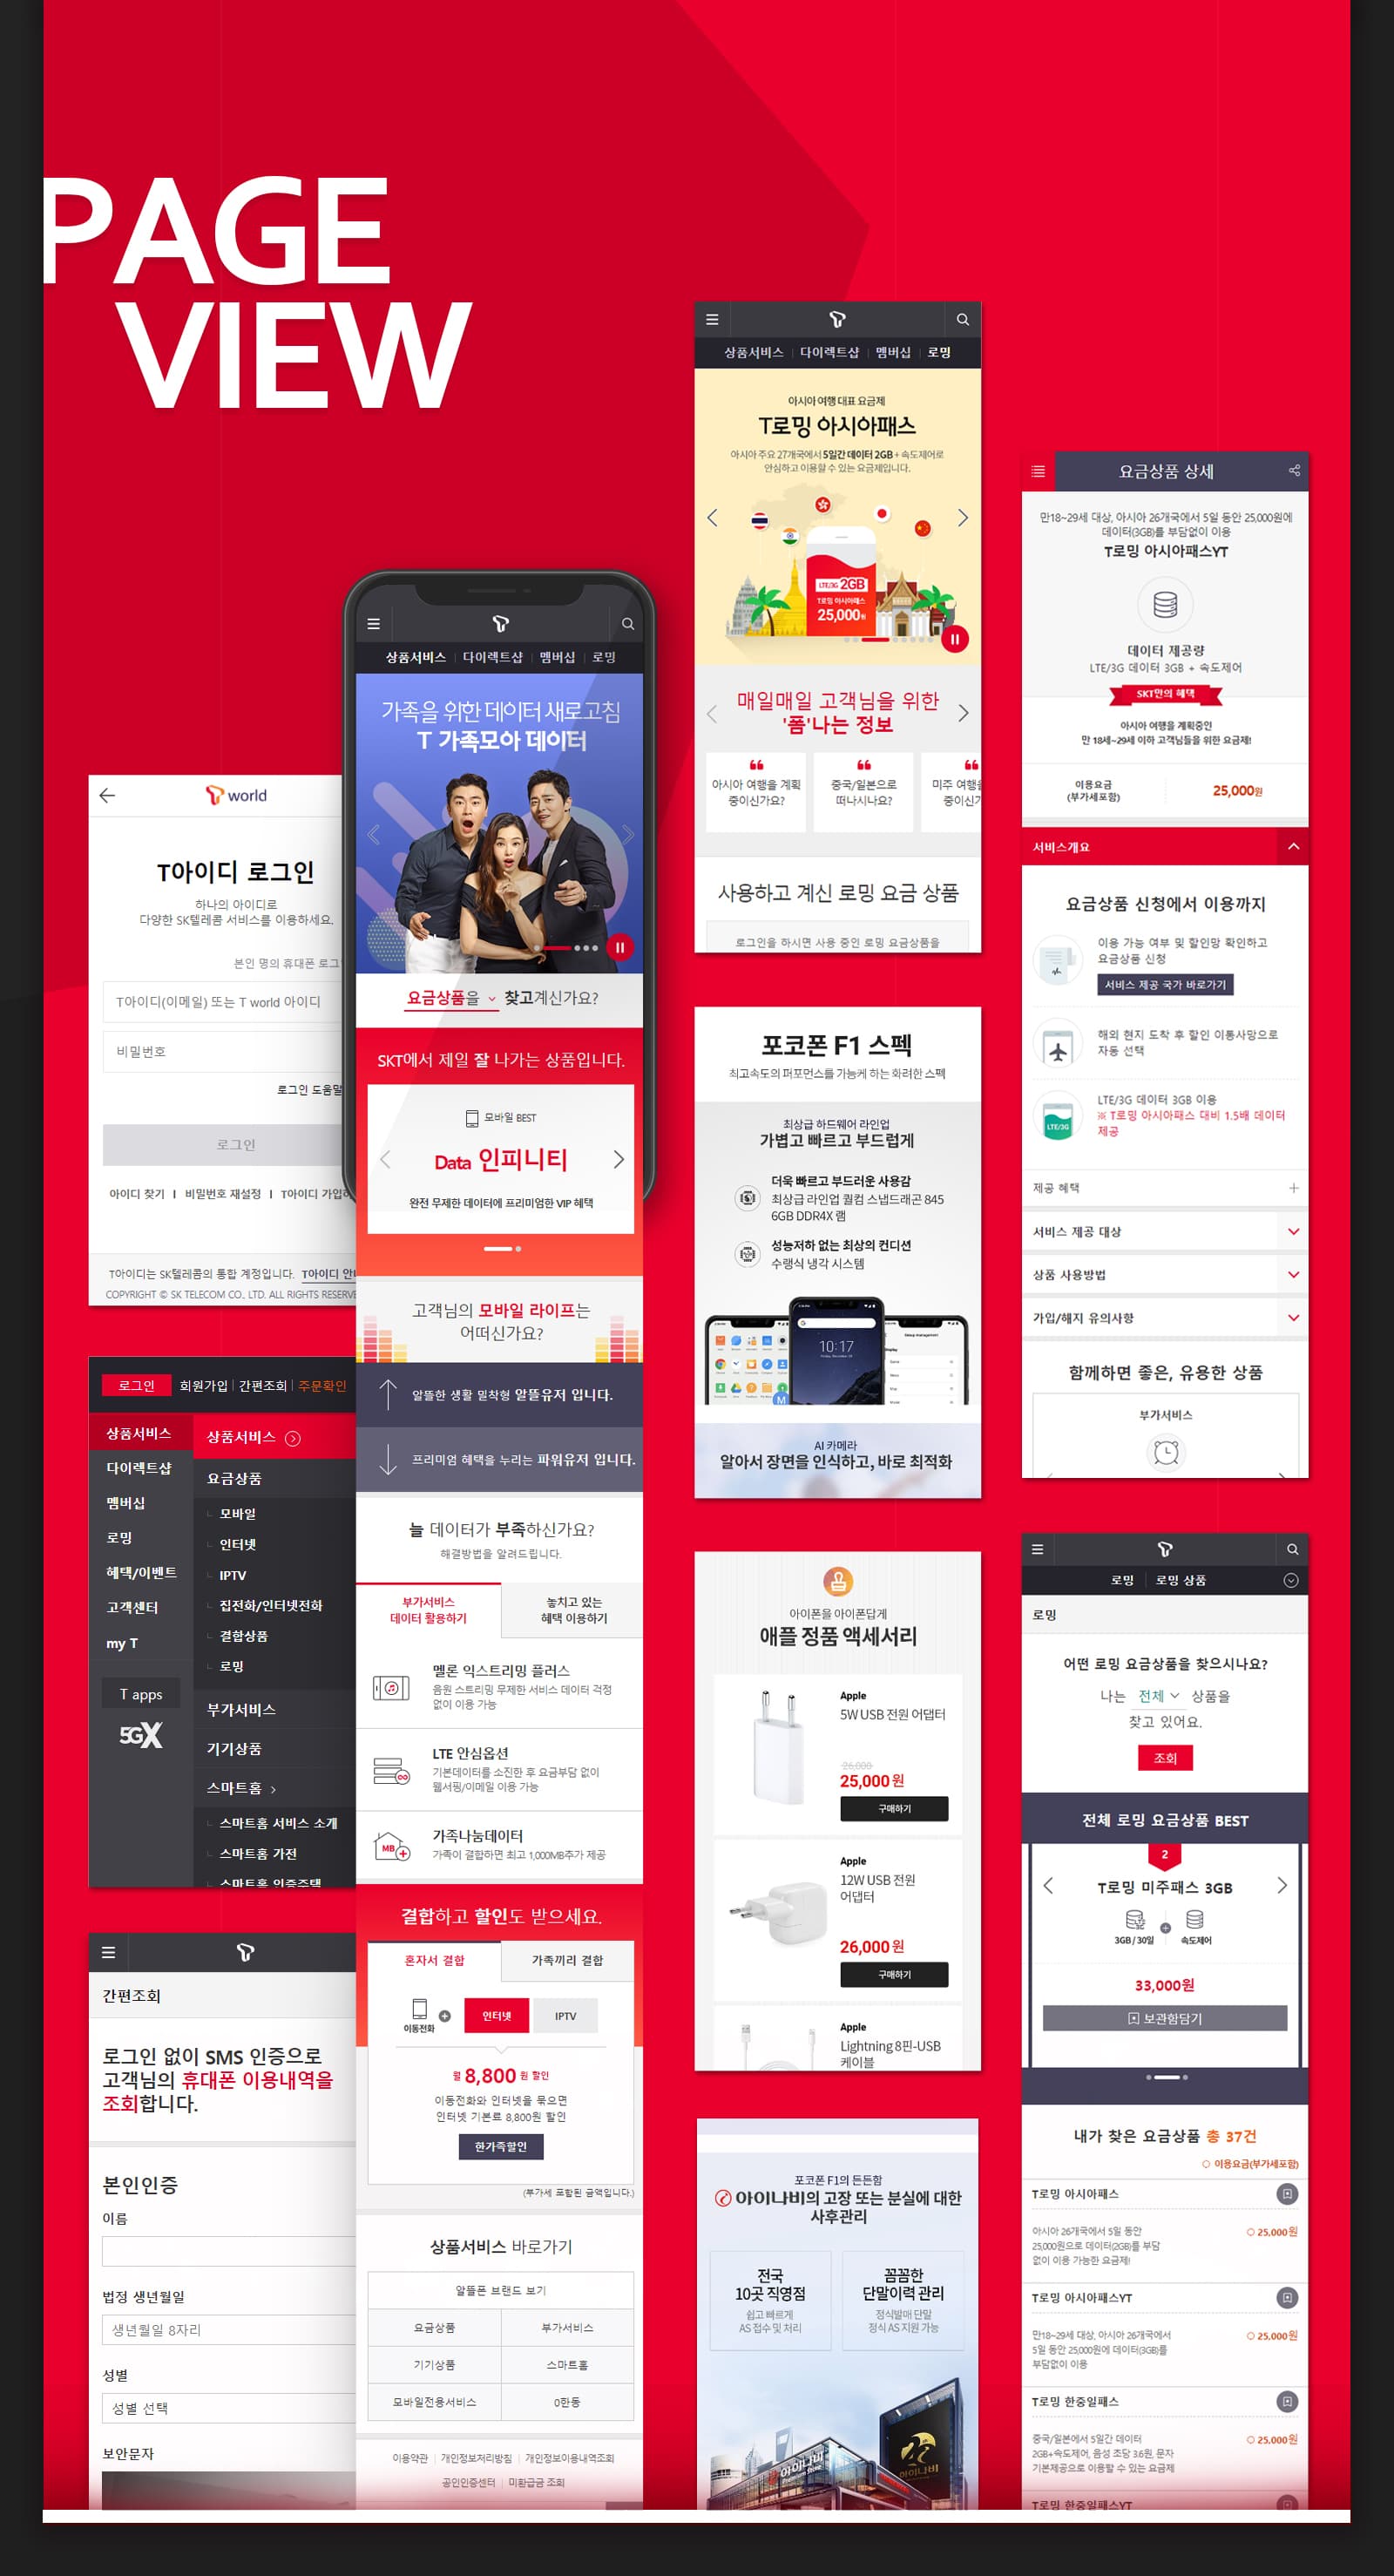 PAGE
VIEW
world
T아이디 로그인
하나의 아이디로
다양한 SK텔레콤 서비스를 이용하세요.
본인 명의 휴대폰 로그
T아이디(이메일) 또는 T world 아이디
비밀번호
로그인 도움말
로그인
아이디 찾기 | 비밀번호 재설정 | T아이디 가입하
T아이디는 SK텔레콤의 통합 계정입니다. T아이디 안
COPYRIGHT © SK TELECOM CO., LTD. ALL RIGHTS RESERVE
로그인 회원가입 | 간편조회 | 주문확인
상품서비스
다이렉트샵
멤버십
로밍
혜택/이벤트
고객센터
my T
T apps
5GX
상품서비스
요금상품
모바일
인터넷
IPTV
집전화/인터넷전화
결합상품
로밍
부가서비스
기기상품
스마트홈
스마트홈 서비스 소개
스마트홈 가전
스마트홈 인증주택
간편조회
로그인 없이 SMS 인증으로
고객님의 휴대폰 이용내역을
조회합니다.
본인인증
이름
법정 생년월일
생년월일 8자리
성별
성별 선택
보안문자
상품서비스 | 다이렉트샵 | 멤버십 | 로밍
가족을 위한 데이터 새로고침
T 가족모아 데이터
요금상품을 찾고계신가요?
SKT에서 제일 잘 나가는 상품입니다.
모바일 BEST
Data 인피니티
완전 무제한 데이터에 프리미엄한 VIP 혜택
고객님의 모바일 라이프는
어떠신가요?
알뜰한 생활 밀착형 알뜰유저 입니다.
프리미엄 혜택을 누리는 파워유저 입니다.
늘 데이터가 부족하신가요?
해결방법을 알려드립니다.
부가서비스
데이터 활용하기
놓치고 있는
혜택 이용하기
멜론 익스트리밍 플러스
음원 스트리밍 무제한 서비스 데이터 걱정
없이 이용 가능
LTE 안심옵션
기본데이터를 소진한 후 요금부담 없이
웹서핑/이메일 이용 가능
MB
가족나눔데이터
가족이 결합하면 최고 1,000MB추가 제공
결합하고 할인도 받으세요.
혼자서 결합
가족끼리 결합
이동전화
인터넷
IPTV
월 8,800 원 할인
이동전화와 인터넷을 묶으면
인터넷 기본료 8,800원 할인
한가족할인
(부가세 포함된 금액입니다.)
상품서비스 바로가기
알뜰폰 브랜드 보기
요금상품 부가서비스
기기상품 스마트홈
모바일전용서비스 0한동
이용약관 | 개인정보처리방침 | 개인정보이용내역조회
공인인증센터 | 미환급금 조회
상품서비스 | 다이렉트샵 | 멤버십 | 로밍
아시아 여행 대표 요금제
T로밍 아시아패스
아시아 주요 27개국에서 5일간 데이터 2GB + 속도제어로
안심하고 이용할 수 있는 요금제입니다.
LTE/3G 2GB
T로밍 아시아패스
25,000원
매일매일 고객님을 위한
'폼'나는 정보
아시아 여행을 계획
중이신가요?
중국/일본으로
떠나시나요?
미주 여행을
중이신가
사용하고 계신 로밍 요금 상품
로그인을 하시면 사용 중인 로밍 요금상품을
포코폰 F1 스펙
최고속도의 퍼포먼스를 가능케 하는 화려한 스펙
최상급 하드웨어 라인업
가볍고 빠르고 부드럽게
더욱 빠르고 부드러운 사용감
최상급 라인업 퀄컴 스냅드래곤 845
6GB DDR4X 램
성능저하 없는 최상의 컨디션
수랭식 냉각 시스템
10:17
AI 카메라
알아서 장면을 인식하고, 바로 최적화
아이폰을 아이폰답게
애플 정품 액세서리
Apple
5W USB 전원 어댑터
26,000
25,000원
구매하기
Apple
12W USB 전원
어댑터
26,000원
구매하기
Apple
Lightning 8핀-USB
케이블
포코폰 F1의 든든함
아이나비의 고장 또는 분실에 대한
사후관리
전국
10곳 직영점
쉽고 빠르게
AS 접수 및 처리
꼼꼼한
단말이력 관리
정식발매 단말
정식 AS 지원 가능
아이나비
아이나비
요금상품 상세
만18~29세 대상, 아시아 26개국에서 5일 동안 25,000원에
데이터(3GB)를 부담없이 이용
T로밍 아시아패스YT
데이터 제공량
LTE/3G 데이터 3GB + 속도제어
SKT만의 혜택
아시아 여행을 계획중인
만 18세~29세 이하 고객님들을 위한 요금제!
이용요금
(부가세포함)
25,000원
서비스개요
요금상품 신청에서 이용까지
이용 가능 여부 및 할인망 확인하고
요금상품 신청
서비스 제공 국가 바로가기
해외 현지 도착 후 할인 이통사망으로
자동 선택
LTE/3G
LTE/3G 데이터 3GB 이용
※ T로밍 아시아패스 대비 1.5배 데이터
제공
제공 혜택
서비스 제공 대상
상품 사용방법
가입/해지 유의사항
함께하면 좋은, 유용한 상품
부가서비스
로밍 | 로밍 상품
로밍
어떤 로밍 요금상품을 찾으시나요?
나는 전체 상품을
찾고 있어요.
조회
전체 로밍 요금상품 BEST
2
T로밍 미주패스 3GB
3GB / 30일 속도제어
33,000원
보관함담기
내가 찾은 요금상품 총 37건
이용요금(부가세포함)
T로밍 아시아패스
아시아 26개국에서 5일 동안
25,000원으로 데이터(2GB)를 부담
없이 이용 가능한 요금제!
25,000원
T로밍 아시아패스YT
만18~29세 대상, 아시아 26개국에서
5일 동안 25,000원에 데이터(3GB)를
부담없이 이용
25,000원
T로밍 한중일패스
중국/일본에서 5일간 데이터
2GB+속도제어, 음성 초당 3.6원, 문자
기본제공으로 이용할 수 있는 요금제
25,000원
T로밍 한중일패스YT